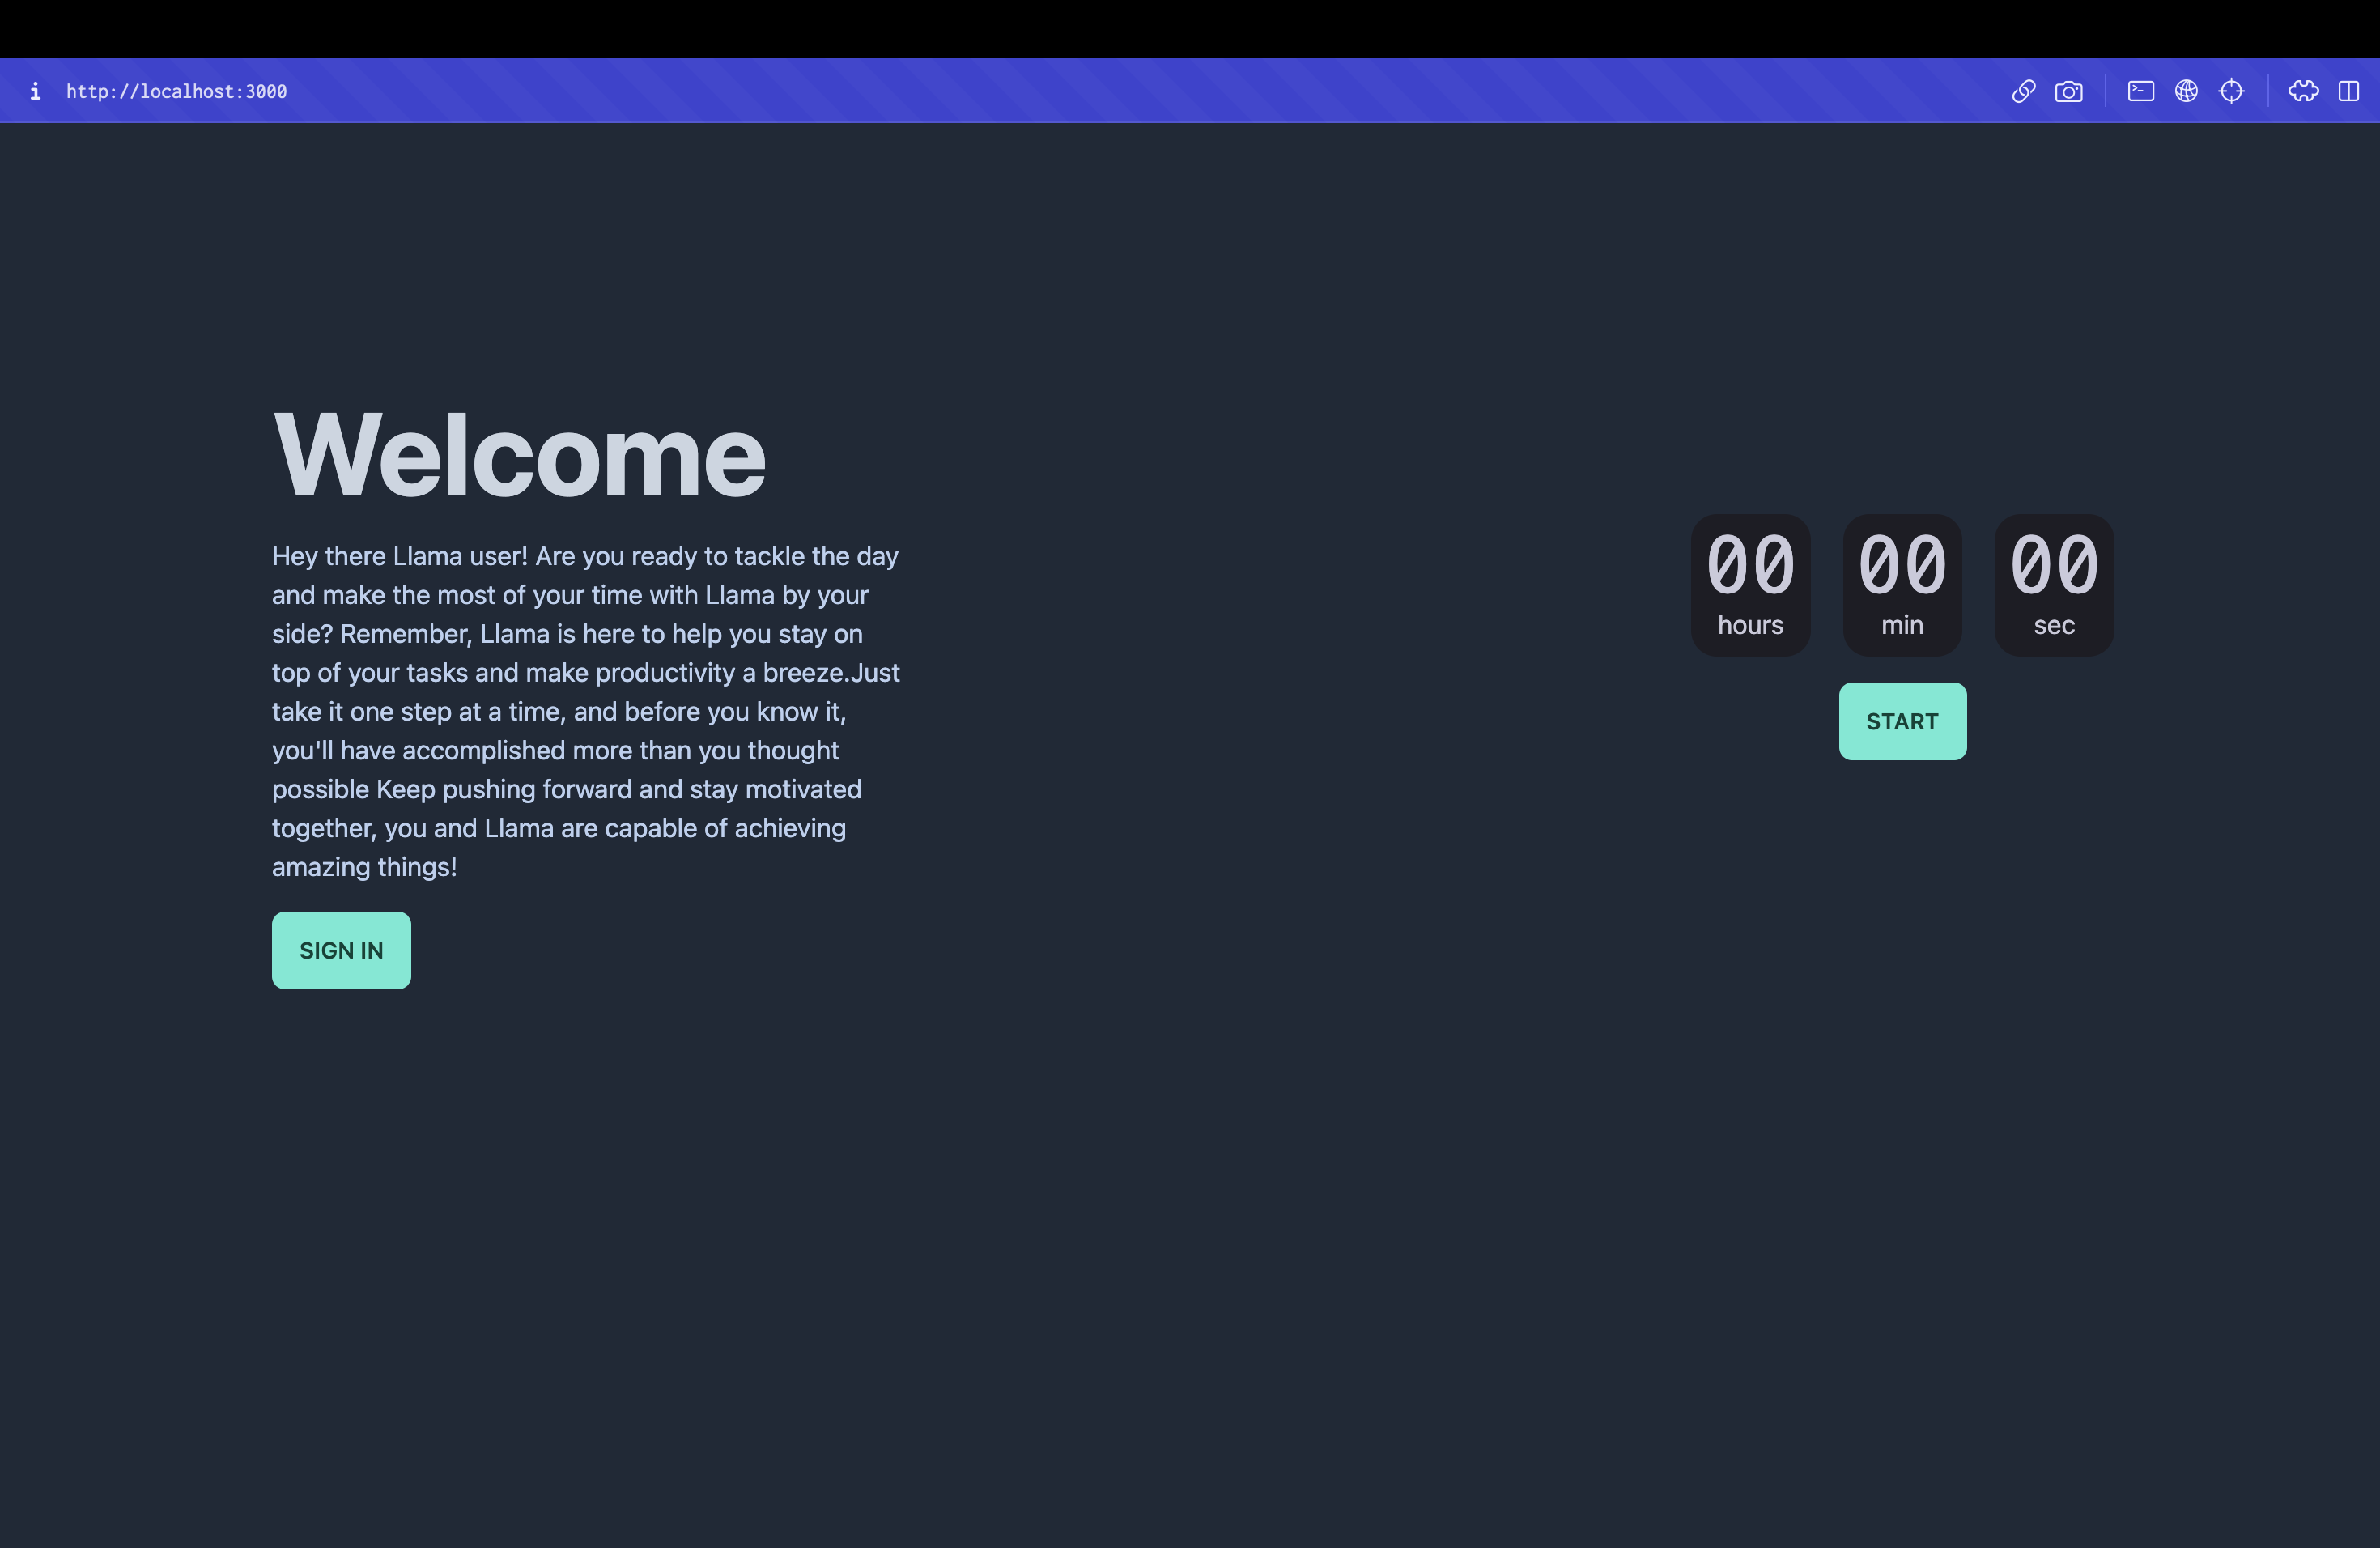 http://localhost:3000
Welcome
Hey there Llama user! Are you ready to tackle the day
and make the most of your time with Llama by your
side? Remember, Llama is here to help you stay on
top of your tasks and make productivity a breeze.Just
take it one step at a time, and before you know it,
you'll have accomplished more than you thought
possible Keep pushing forward and stay motivated
together, you and Llama are capable of achieving
amazing things!
SIGN IN
00 00 00
hours min sec
START